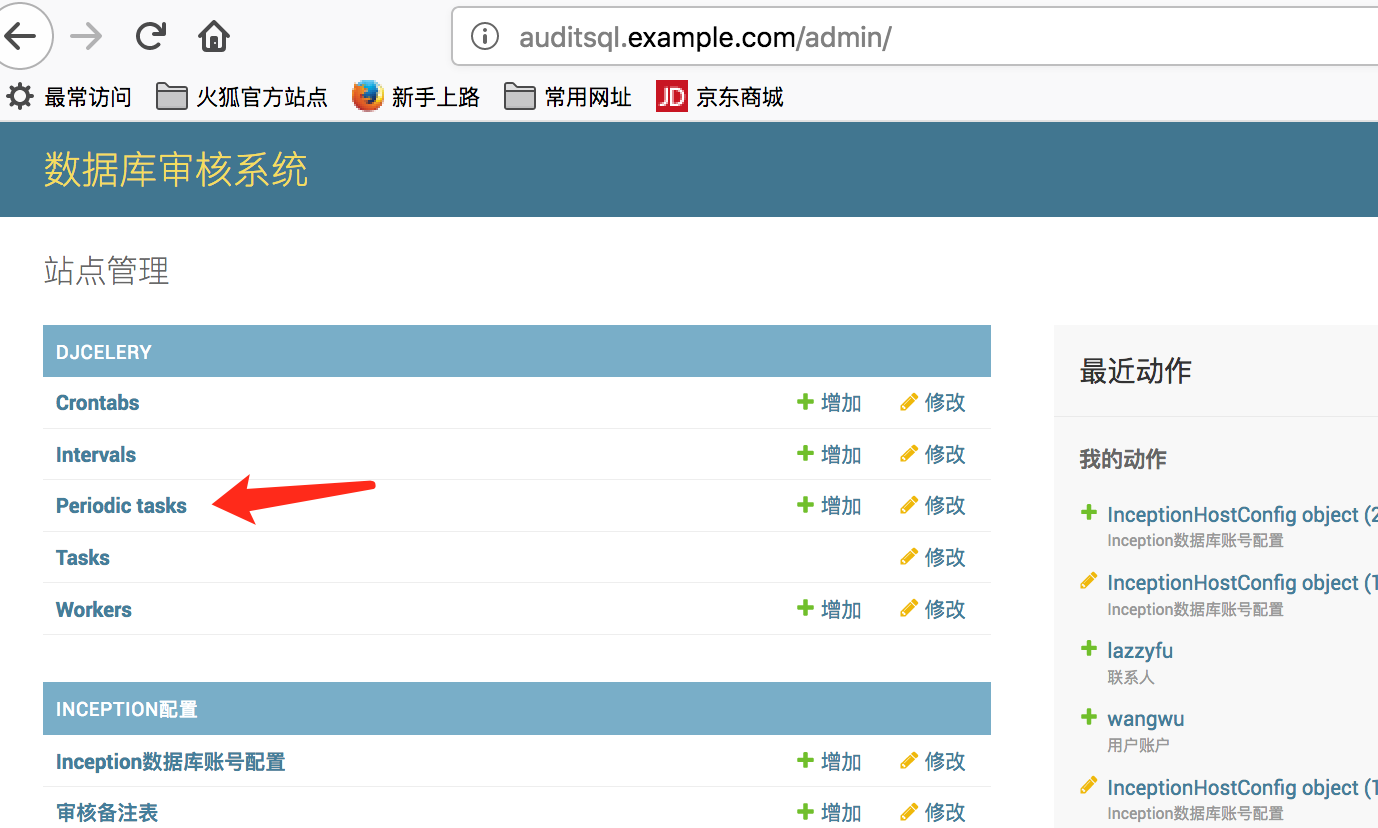 auditsql.example.com/admin/
最常访问 火狐官方站点 新手上路 常用网址 JD 京东商城
数据库审核系统
站点管理
DJCELERY
Crontabs 增加 修改
Intervals 增加 修改
Periodic tasks 增加 修改
Tasks 修改
Workers 增加 修改
INCEPTION配置
Inception数据库账号配置 增加 修改
审核备注表 增加 修改
最近动作
我的动作
InceptionHostConfig object (2
Inception数据库账号配置
InceptionHostConfig object (1
Inception数据库账号配置
lazzyfu
联系人
wangwu
用户账户
InceptionHostConfig object (1
Inception数据库账号配置